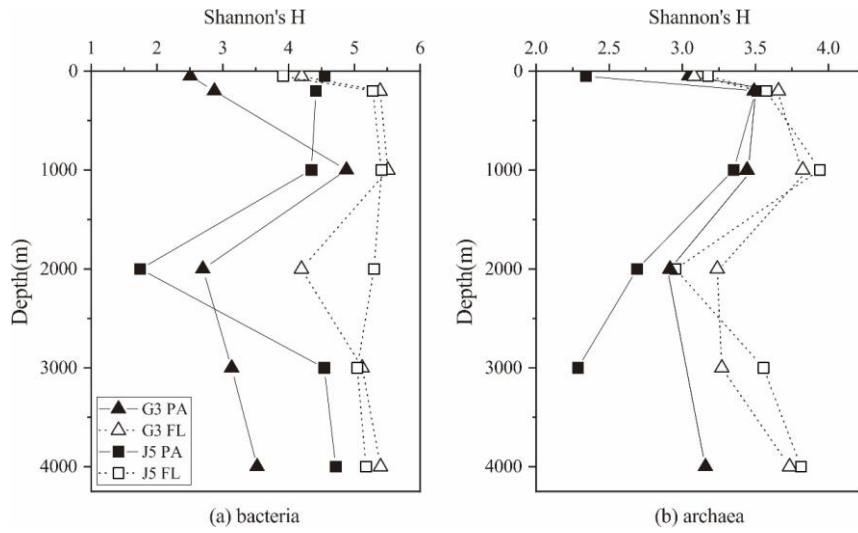 Shannon's H
1 2 3 4 5 6
0
1000
2000
3000
4000
Depth(m)
G3 PA
G3 FL
J5 PA
J5 FL
(a) bacteria
Shannon's H
2.0 2.5 3.0 3.5 4.0
0
1000
2000
3000
4000
Depth(m)
(b) archaea